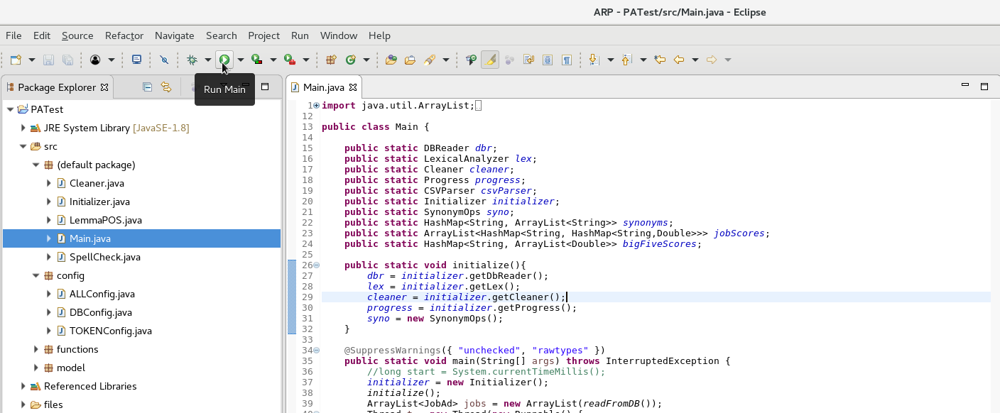 ARP - PATest/src/Main.java - Eclipse
File Edit Source Refactor Navigate Search Project Run Window Help
Package Explorer
Run Main
PATest
JRE System Library [JavaSE-1.8]
src
(default package)
Cleaner.java
Initializer.java
LemmaPOS.java
Main.java
SpellCheck.java
config
ALLConfig.java
DBConfig.java
TOKENConfig.java
functions
model
Referenced Libraries
files
Main.java
1 import java.util.ArrayList;
12
13 public class Main {
14
15 public static DBReader dbr;
16 public static LexicalAnalyzer lex;
17 public static Cleaner cleaner;
18 public static Progress progress;
19 public static CSVParser csvParser;
20 public static Initializer initializer;
21 public static SynonymOps syno;
22 public static HashMap<String, ArrayList<String>> synonyms;
23 public static ArrayList<HashMap<String, HashMap<String,Double>>> jobScores;
24 public static HashMap<String, ArrayList<Double>> bigFiveScores;
25
26 public static void initialize(){
27 dbr = initializer.getDbReader();
28 lex = initializer.getLex();
29 cleaner = initializer.getCleaner();
30 progress = initializer.getProgress();
31 syno = new SynonymOps();
32 }
33
34 @SuppressWarnings({ "unchecked", "rawtypes" })
35 public static void main(String[] args) throws InterruptedException {
36 //long start = System.currentTimeMillis();
37 initializer = new Initializer();
38 initialize();
39 ArrayList<JobAd> jobs = new ArrayList(readFromDB());
40 Thread t = new Thread(new Runnable() {